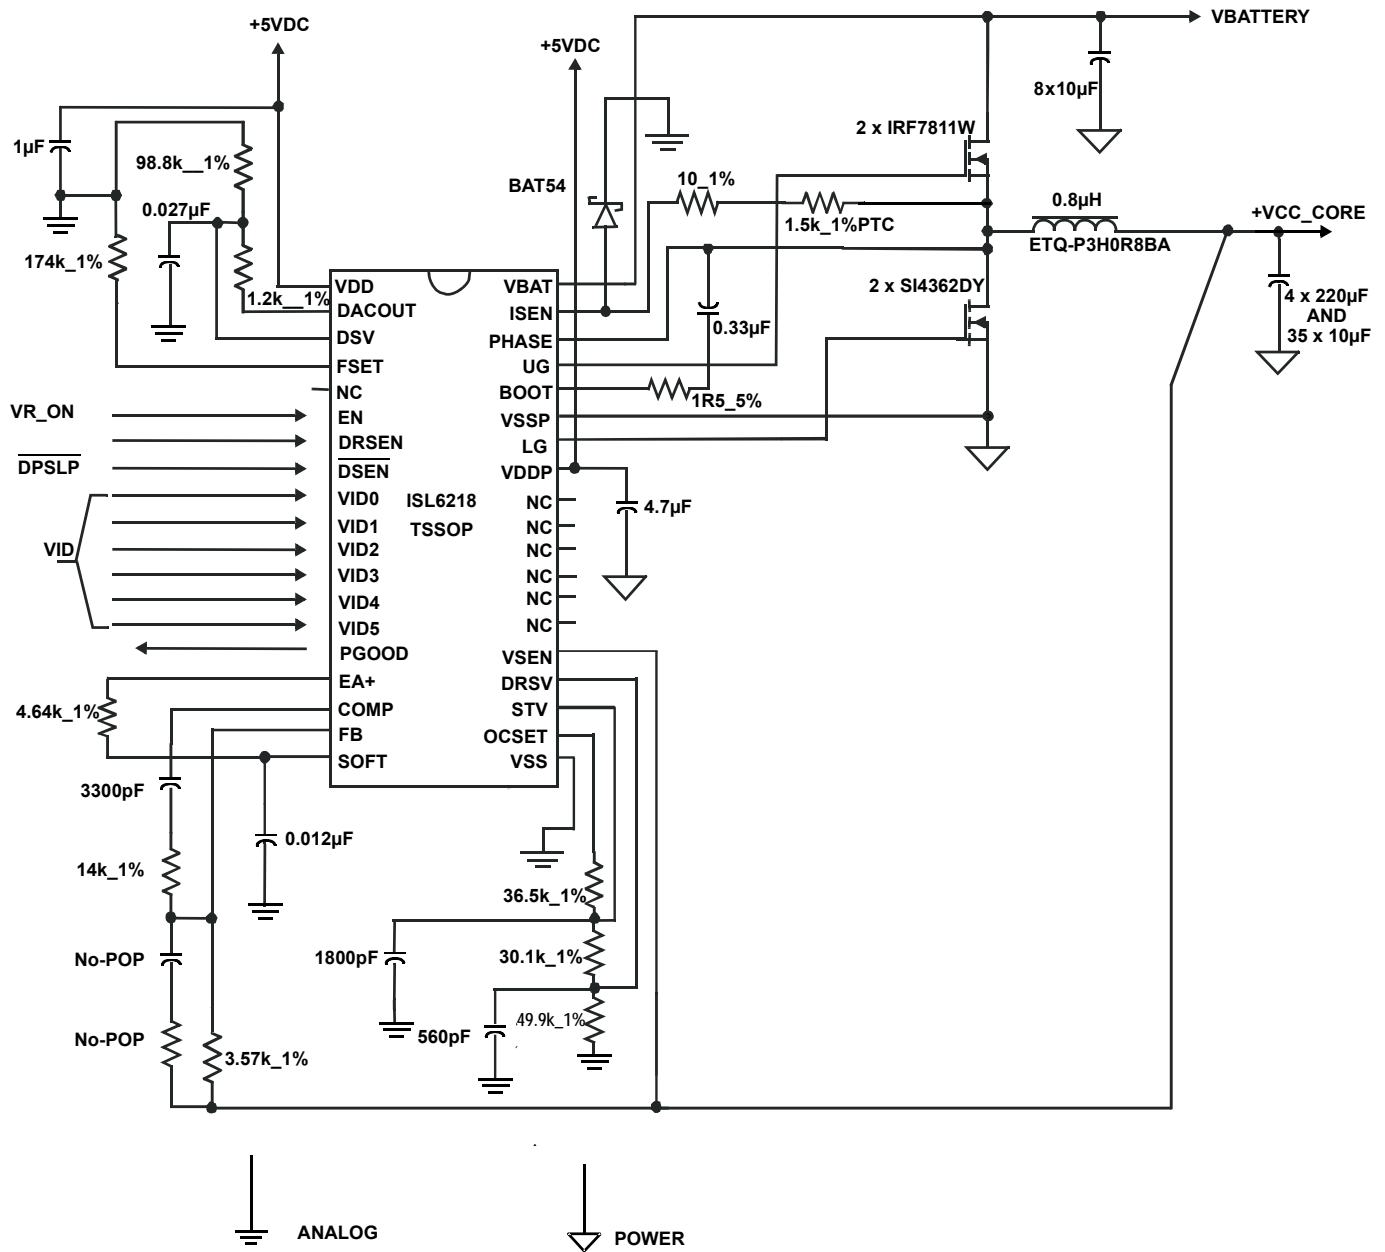 +5VDC
+5VDC
VBATTERY
8x10µF
1µF
98.8k__1%
0.027µF
174k_1%
1.2k__1%
BAT54
10_1%
1.5k_1%PTC
2 x IRF7811W
0.8µH
ETQ-P3H0R8BA
+VCC_CORE
2 x SI4362DY
4 x 220µF
AND
35 x 10µF
0.33µF
1R5_5%
4.7µF
VDD
DACOUT
DSV
FSET
NC
EN
DRSEN
DSEN
VID0
VID1
VID2
VID3
VID4
VID5
PGOOD
EA+
COMP
FB
SOFT
ISL6218
TSSOP
VBAT
ISEN
PHASE
UG
BOOT
VSSP
LG
VDDP
NC
NC
NC
NC
NC
NC
VSEN
DRSV
STV
OCSET
VSS
VR_ON
DPSLP
VID
4.64k_1%
3300pF
0.012µF
14k_1%
No-POP
No-POP
3.57k_1%
36.5k_1%
1800pF
30.1k_1%
560pF
49.9k_1%
ANALOG
POWER